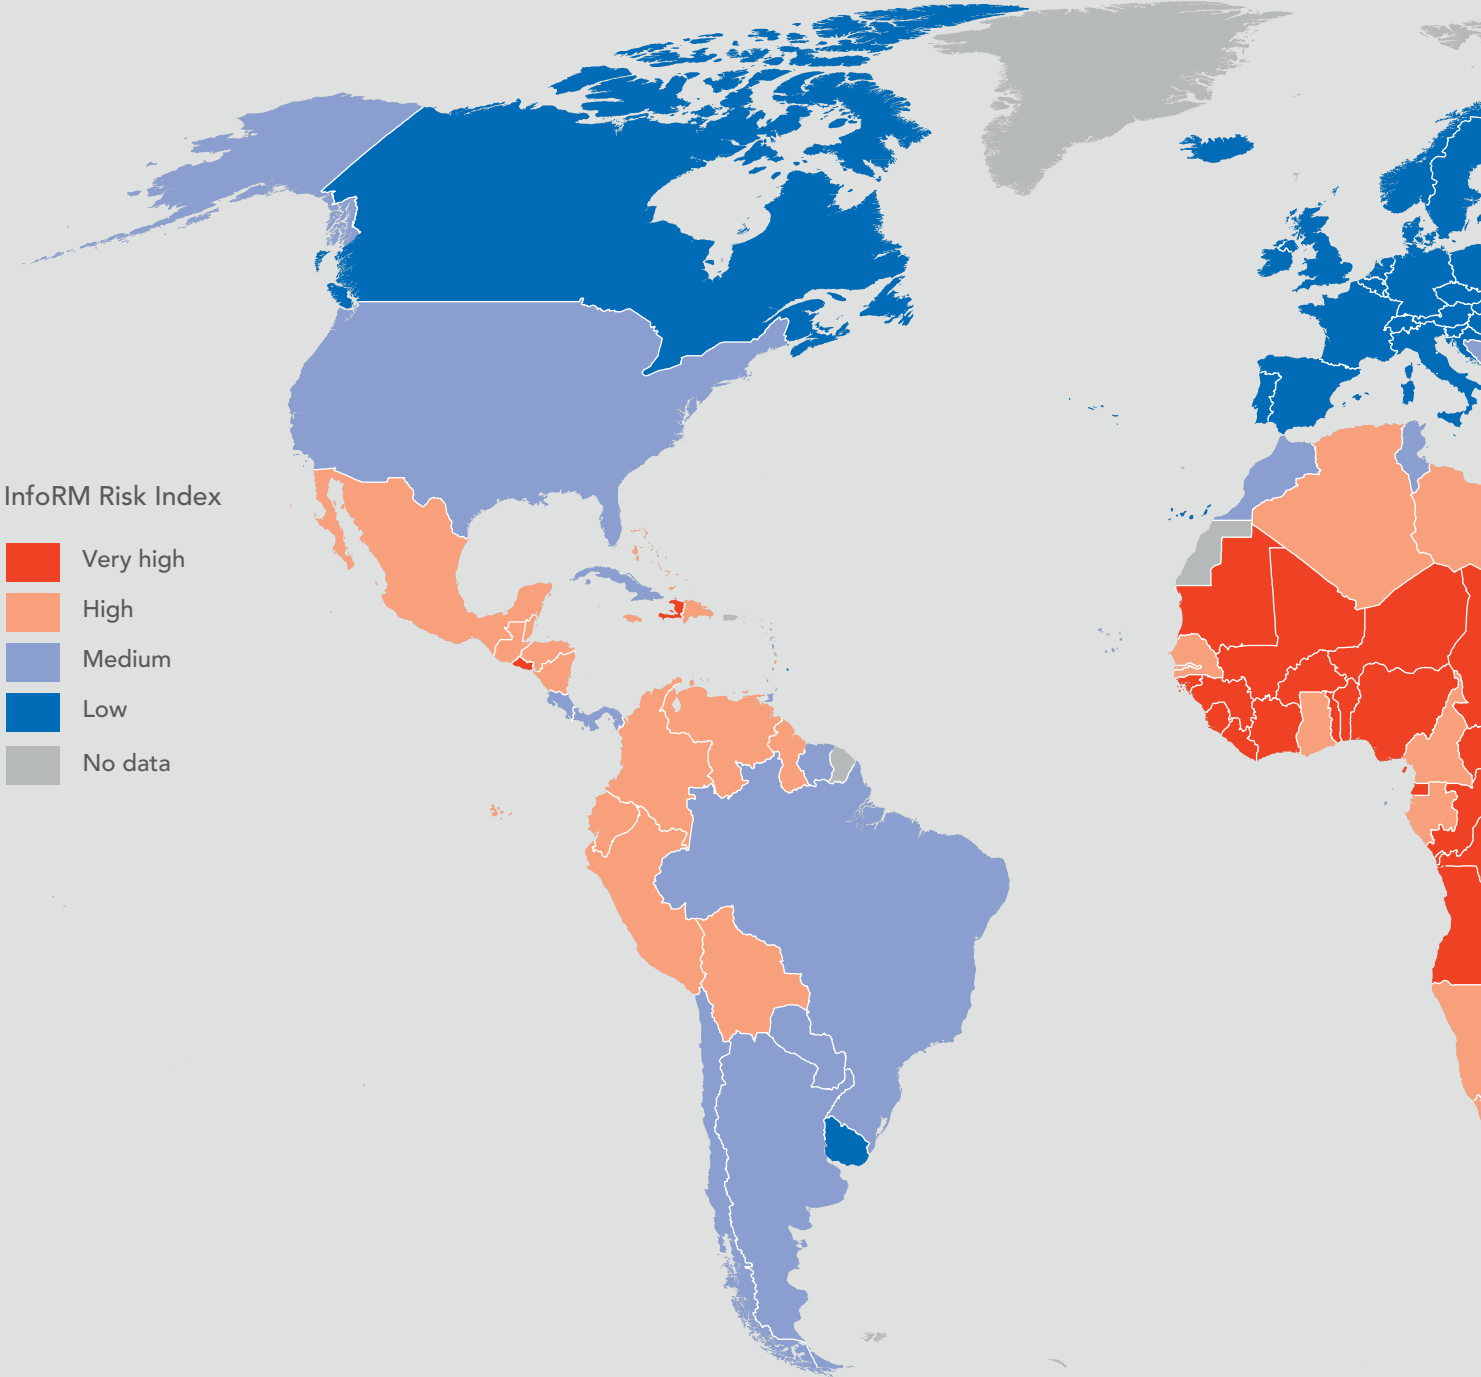 InfoRM Risk Index
Very high
High
Medium
Low
No data